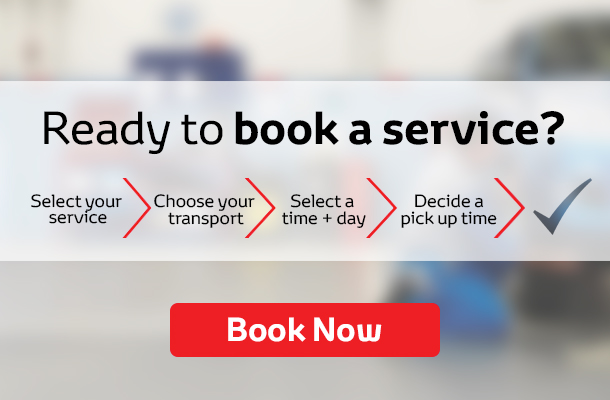 Ready to book a service?
Select your service
Choose your transport
Select a time + day
Decide a pick up time
Book Now